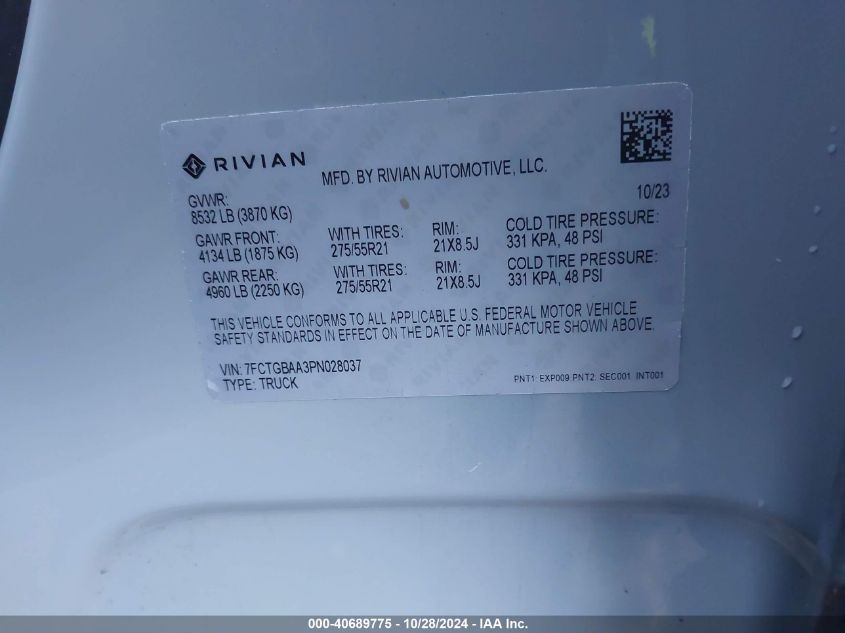 RIVIAN
MFD. BY RIVIAN AUTOMOTIVE, LLC.
10/23
GVWR:
8532 LB (3870 KG)
GAWR FRONT: WITH TIRES: RIM: COLD TIRE PRESSURE:
4134 LB (1875 KG) 275/55R21 21X8.5J 331 KPA, 48 PSI
GAWR REAR: WITH TIRES: RIM: COLD TIRE PRESSURE:
4960 LB (2250 KG) 275/55R21 21X8.5J 331 KPA, 48 PSI
THIS VEHICLE CONFORMS TO ALL APPLICABLE U.S. FEDERAL MOTOR VEHICLE
SAFETY STANDARDS IN EFFECT ON THE DATE OF MANUFACTURE SHOWN ABOVE.
VIN: 7FCTGBAA3PN028037
TYPE: TRUCK
PNT1: EXP009 PNT2: SEC001 INT001
000-40689775 - 10/28/2024 - IAA Inc.